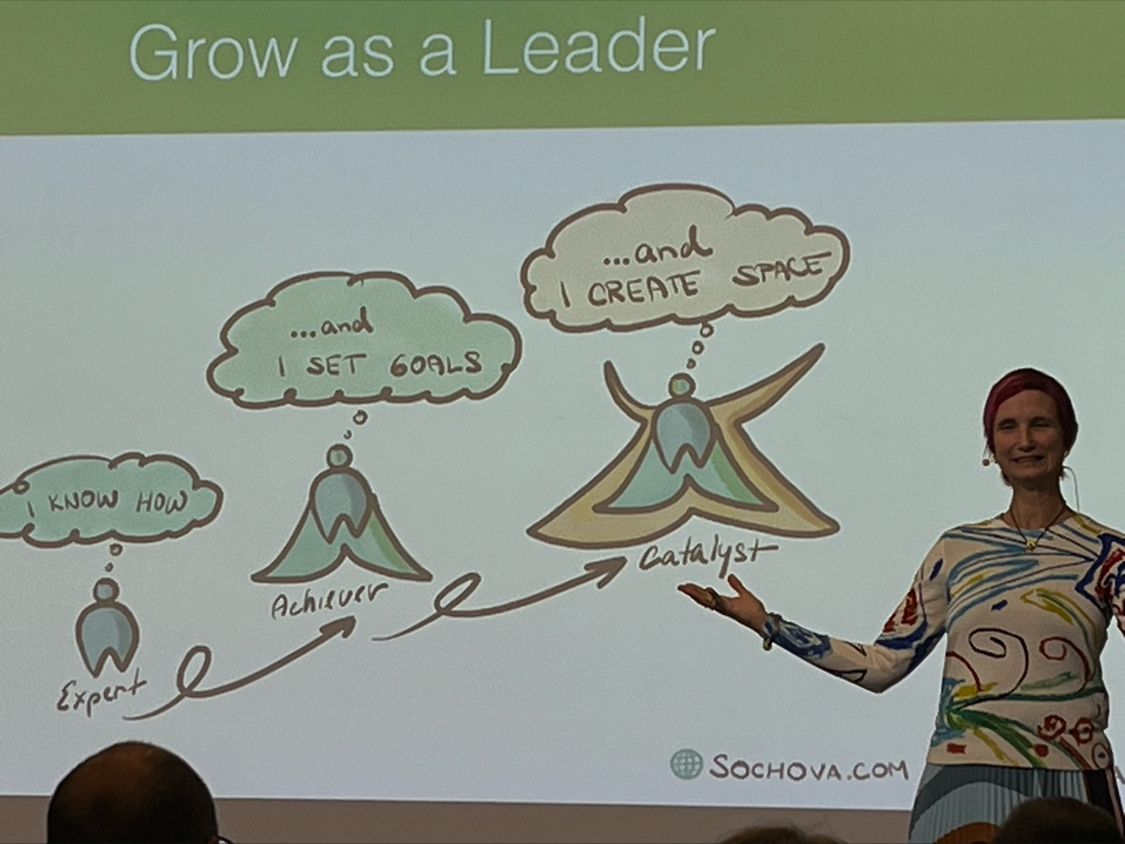 Grow as a Leader
...and
I CREATE SPACE
...and
I SET GOALS
I KNOW HOW
Catalyst
Achiever
Expert
SOCHOVA.COM